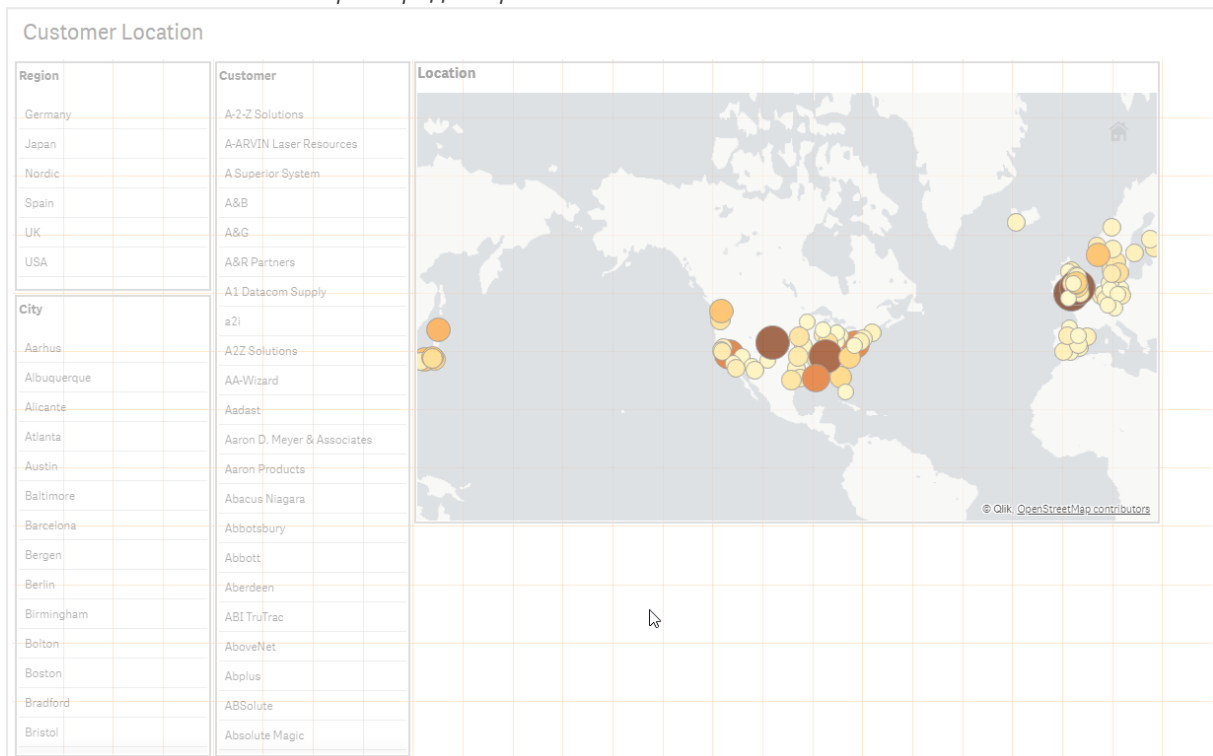 Customer Location
Region
Germany
Japan
Nordic
Spain
UK
USA
City
Aarhus
Albuquerque
Alicante
Atlanta
Austin
Baltimore
Barcelona
Bergen
Berlin
Birmingham
Bolton
Boston
Bradford
Bristol
Customer
A-2-Z Solutions
A-ARVIN Laser Resources
A Superior System
A&B
A&G
A&R Partners
A1 Datacom Supply
a2i
A2Z Solutions
AA-Wizard
Aadast
Aaron D. Meyer & Associates
Aaron Products
Abacus Niagara
Abbotsbury
Abbott
Aberdeen
ABI TruTrac
AboveNet
Abplus
ABSolute
Absolute Magic
Location
© Qlik, OpenStreetMap contributors